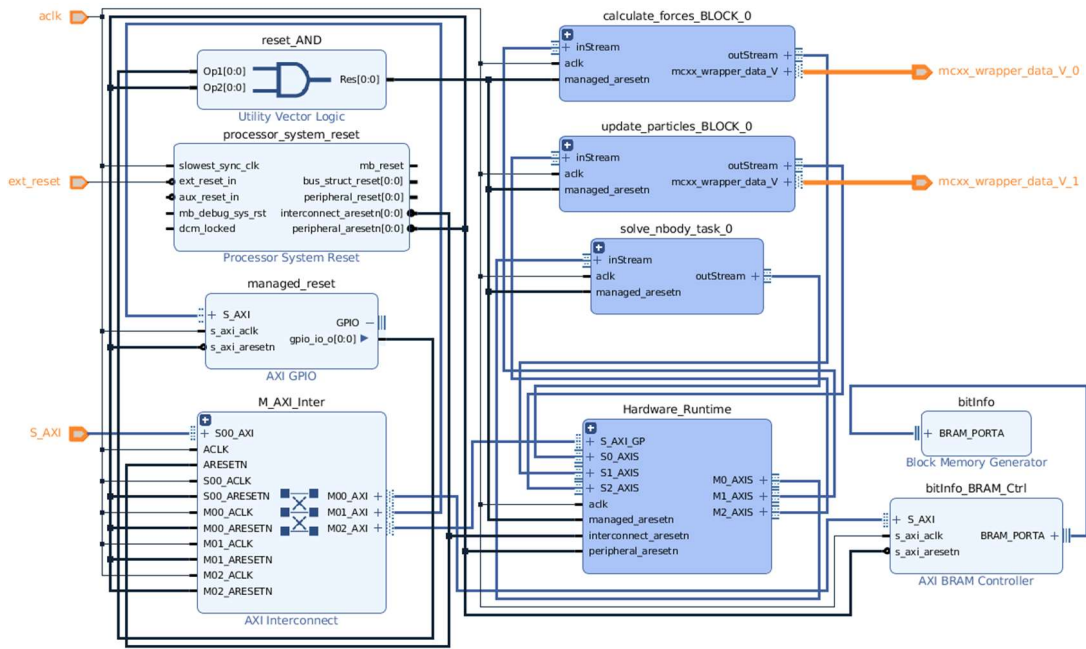 aclk
ext_reset
S_AXI
reset_AND
Op1[0:0]
Op2[0:0]
Res[0:0]
Utility Vector Logic
processor_system_reset
slowest_sync_clk
ext_reset_in
aux_reset_in
mb_debug_sys_rst
dcm_locked
mb_reset
bus_struct_reset[0:0]
peripheral_reset[0:0]
interconnect_aresetn[0:0]
peripheral_aresetn[0:0]
Processor System Reset
managed_reset
S_AXI
s_axi_aclk
s_axi_aresetn
GPIO
gpio_io_o[0:0]
AXI GPIO
M_AXI_Inter
S00_AXI
ACLK
ARESETN
S00_ACLK
S00_ARESETN
M00_ACLK
M00_ARESETN
M01_ACLK
M01_ARESETN
M02_ACLK
M02_ARESETN
M00_AXI
M01_AXI
M02_AXI
AXI Interconnect
calculate_forces_BLOCK_0
inStream
aclk
managed_aresetn
outStream
mcxx_wrapper_data_V
mcxx_wrapper_data_V_0
update_particles_BLOCK_0
inStream
aclk
managed_aresetn
outStream
mcxx_wrapper_data_V
mcxx_wrapper_data_V_1
solve_nbody_task_0
inStream
aclk
managed_aresetn
outStream
Hardware_Runtime
S_AXI_GP
S0_AXIS
S1_AXIS
S2_AXIS
aclk
managed_aresetn
interconnect_aresetn
peripheral_aresetn
M0_AXIS
M1_AXIS
M2_AXIS
bitInfo
BRAM_PORTA
Block Memory Generator
bitInfo_BRAM_Ctrl
S_AXI
s_axi_aclk
s_axi_aresetn
BRAM_PORTA
AXI BRAM Controller